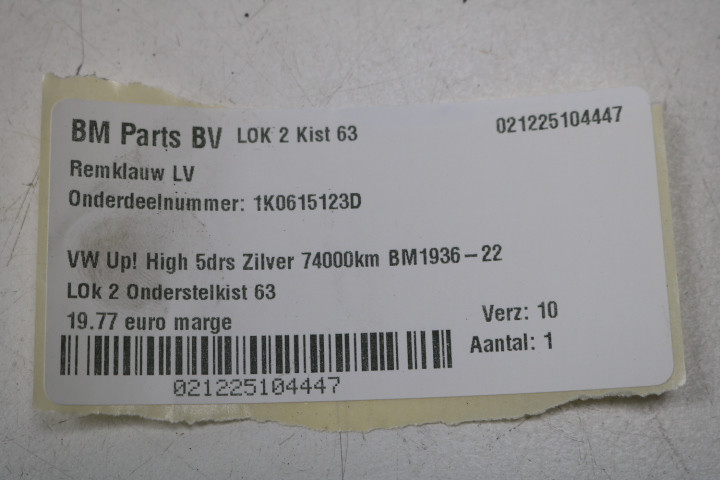 BM Parts BV LOK 2 Kist 63 021225104447
Remklauw LV
Onderdeelnummer: 1K0615123D
VW Up! High 5drs Zilver 74000km BM1936-22
LOk 2 Onderstelkist 63
19.77 euro marge Verz: 10
Aantal: 1
021225104447